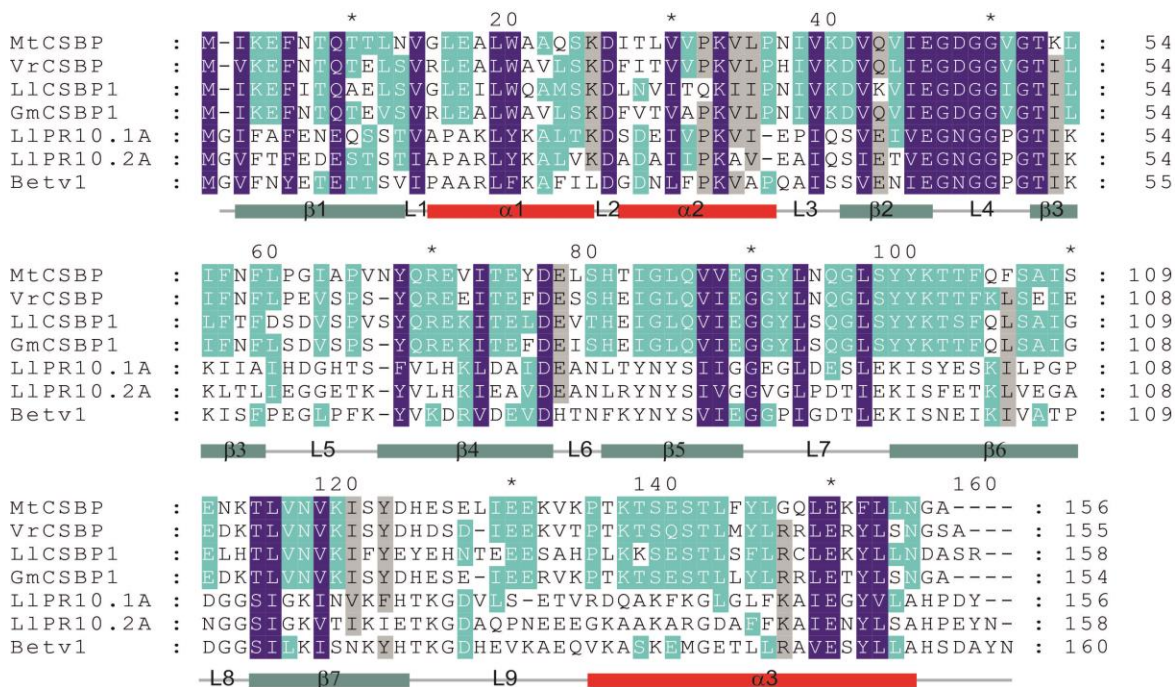 * 20 * 40 *
MtCSBP : M-IKEFNTQTTLNVGLEALWAAQSKDITLVVPKVLPNIVKDVQVIEGDGGVGTKL : 54
VrCSBP : M-VKEFNTQTELSVRLEALWAVLSKDFITVVPKVLPHIVKDVQLIEGDGGVGTIL : 54
LlCSBP1 : M-IKEFITQAELSVGLEILWQAMSKDLNVITQKIIPNIVKDVKVIEGDGGIGTIL : 54
GmCSBP1 : M-IKEFNTQTEVSVRLEALWAVLSKDFVTVAPKVLPNIVKDVQVIEGDGGVGTIL : 54
LlPR10.1A : MGIFAFENEQSSTVAPAKLYKALTKDSDEIVPKVI-EPIQSVEIVEGNGGPGTIK : 54
LlPR10.2A : MGVFTFEDESTSTIAPARLYKALVKDADAIIPKAV-EAIQSIETVEGNGGPGTIK : 54
Betv1 : MGVFNYETETTSVIPAARLFKAFILDGDNLFPKVAPQAISSVENIEGNGGPGTIK : 55
β1 L1 α1 L2 α2 L3 β2 L4 β3
60 * 80 * 100 *
MtCSBP : IFNFLPGIAPVNYQREVITEYDELSHTIGLQVVEGGYLNQGLSYYKTTFQFSAIS : 109
VrCSBP : IFNFLPEVSPS-YQREEITEFDESSHEIGLQVIEGGYLNQGLSYYKTTFKLSEIE : 108
LlCSBP1 : LFTFDSDVSPVSYQREKITELDEVTHEIGLQVIEGGYLSQGLSYYKTSFQLSAIG : 109
GmCSBP1 : IFNFLSDVSPS-YQREKITEFDEISHEIGLQVIEGGYLSQGLSYYKTTFQLSAIG : 108
LlPR10.1A : KIIAIHDGHTS-FVLHKLDAIDEANLTYNYSIIGGEGLDESLEKISYESKILPGP : 108
LlPR10.2A : KLTLIEGGETK-YVLHKIEAVDEANLRYNYSIVGGVGLPDTIEKISFETKLVEGA : 108
Betv1 : KISFPEGLPFK-YVKDRVDEVDHTNFKYNYSVIEGGPIGDTLEKISNEIKIVATP : 109
β3 L5 β4 L6 β5 L7 β6
120 * 140 * 160
MtCSBP : ENKTLVNVKISYDHESELIEEKVKPTKTSQSTLFYLGQLEKFLLNGA---- : 156
VrCSBP : EDKTLVNVKISYDHDSD-IEEKVTPTKTSESTLMYLRRLERYLSNGSA--- : 155
LlCSBP1 : ELHTLVNVKIFYEYEHNTEEESAHPLKKSESTLSFLRCLEKYLLNDASR-- : 158
GmCSBP1 : EDKTLVNVKISYDHESE-IEERVKPTKTSESTLLYLRRLETYLSNGA---- : 154
LlPR10.1A : DGGSIGKINVKFHTKGDVLS-ETVRDQAKFKGLGLFKAIEGYVLAHPDY-- : 156
LlPR10.2A : NGGSIGKVTIKIETKGDAQPNEEEGKAAKARGDAFFKAIENYLSAHPEYN- : 158
Betv1 : DGGSILKISNKYHTKGDHEVKAEQVKASKEMGETLLRAVESYLLAHSDAYN : 160
L8 β7 L9 α3